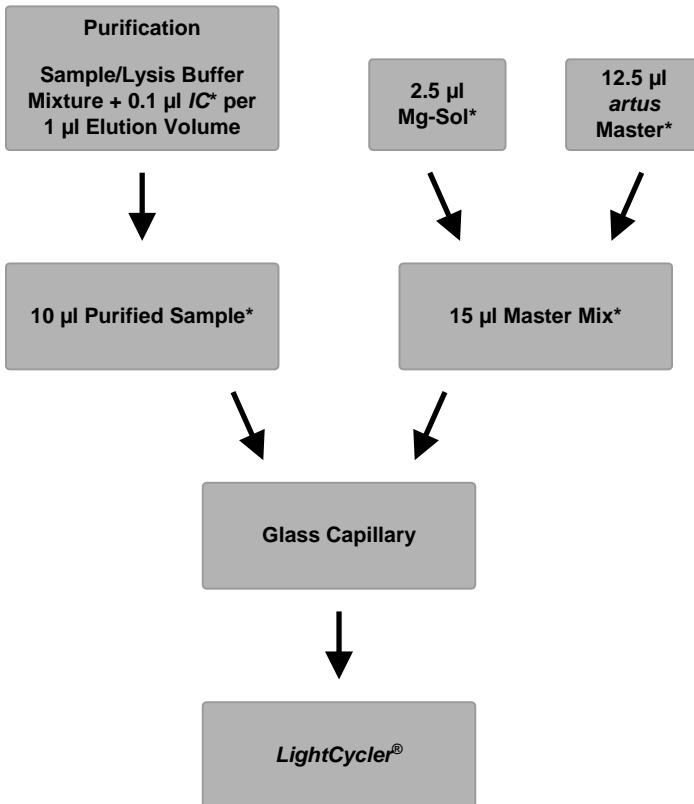 Purification
Sample/Lysis Buffer
Mixture + 0.1 µl IC* per
1 µl Elution Volume
2.5 µl
Mg-Sol*
12.5 µl
artus
Master*
10 µl Purified Sample*
15 µl Master Mix*
Glass Capillary
LightCycler®